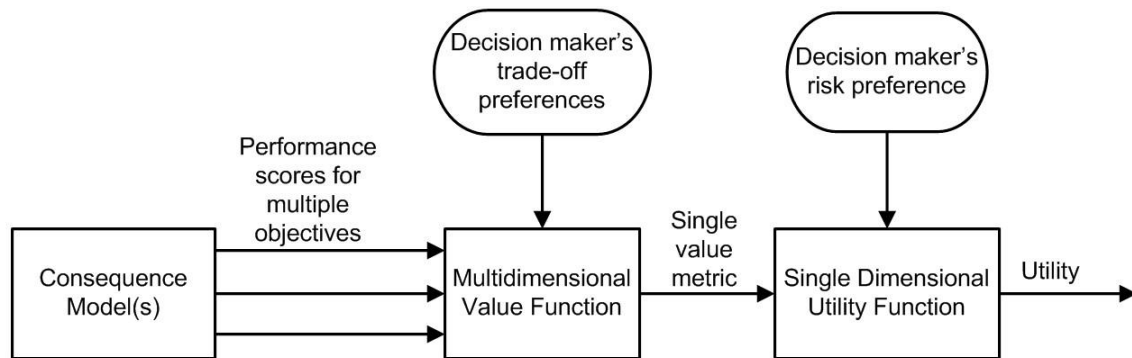 Decision maker's
trade-off
preferences
Decision maker's
risk preference
Performance
scores for
multiple
objectives
Consequence
Model(s)
Multidimensional
Value Function
Single
value
metric
Single Dimensional
Utility Function
Utility